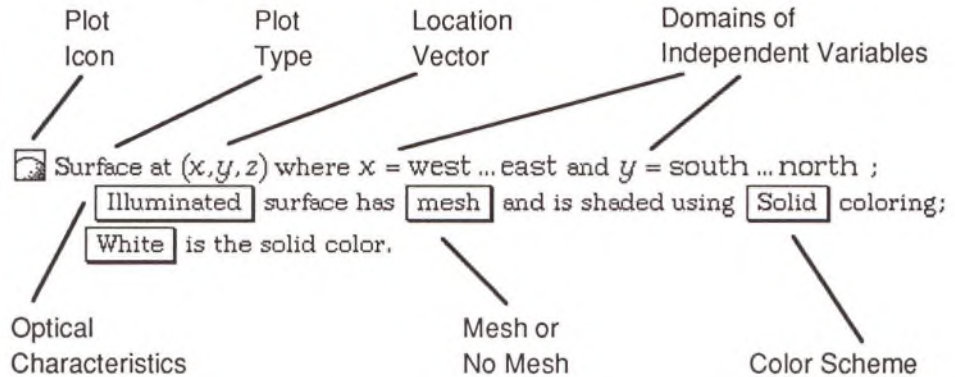 Plot Plot Location Domains of
Icon Type Vector Independent Variables
Surface at (x,y,z) where x = west ... east and y = south ... north ;
Illuminated surface has mesh and is shaded using Solid coloring;
White is the solid color.
Optical Mesh or
Characteristics No Mesh Color Scheme